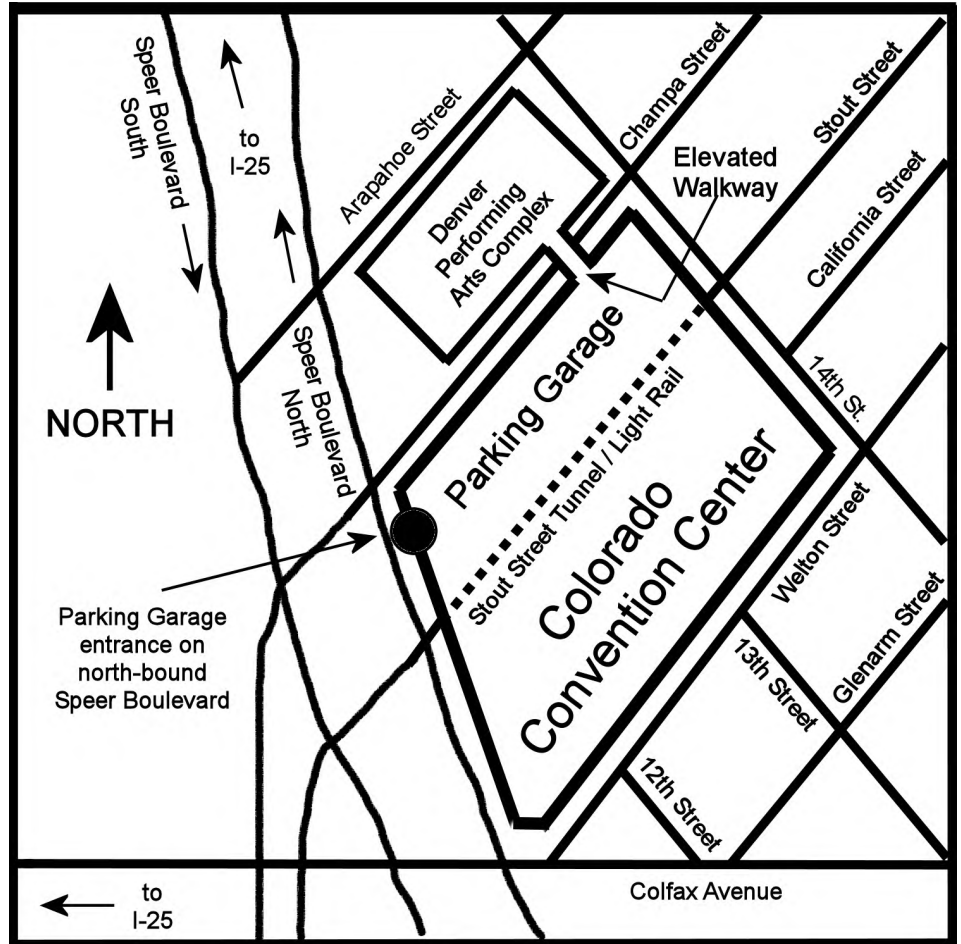 Speer Boulevard
South
to
I-25
Speer Boulevard
North
Arapahoe Street
Denver
Performing
Arts Complex
Champa Street
Elevated
Walkway
Stout Street
California Street
14th St.
NORTH
Parking Garage
Stout Street Tunnel / Light Rail
Colorado
Convention Center
Welton Street
Glenarm Street
13th Street
12th Street
Parking Garage
entrance on
north-bound
Speer Boulevard
Colfax Avenue
to
I-25